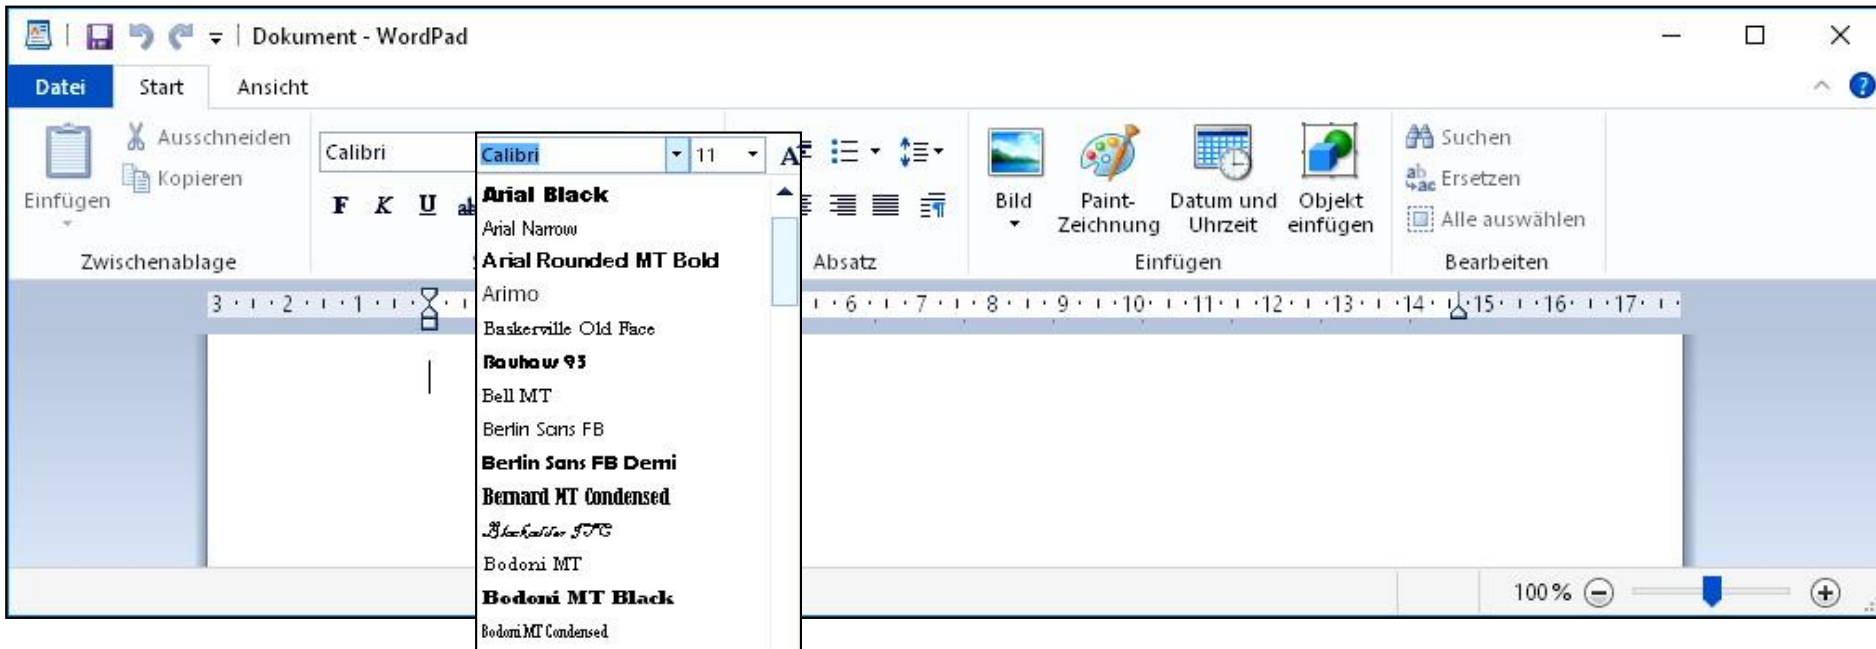 Dokument - WordPad
Datei Start Ansicht
Einfügen
Ausschneiden
Kopieren
Zwischenablage
Calibri
F K U ab
Calibri 11 A
Arial Black
Arial Narrow
Arial Rounded MT Bold
Arimo
Baskerville Old Face
Bauhaus 93
Bell MT
Berlin Sans FB
Berlin Sans FB Demi
Bernard MT Condensed
Blackadder ITC
Bodoni MT
Bodoni MT Black
Bodoni MT Condensed
Absatz
Bild
Paint-
Zeichnung
Datum und
Uhrzeit
Objekt
einfügen
Einfügen
Suchen
ab
ac
Ersetzen
Alle auswählen
Bearbeiten
3 2 1 6 7 8 9 10 11 12 13 14 15 16 17
100 %